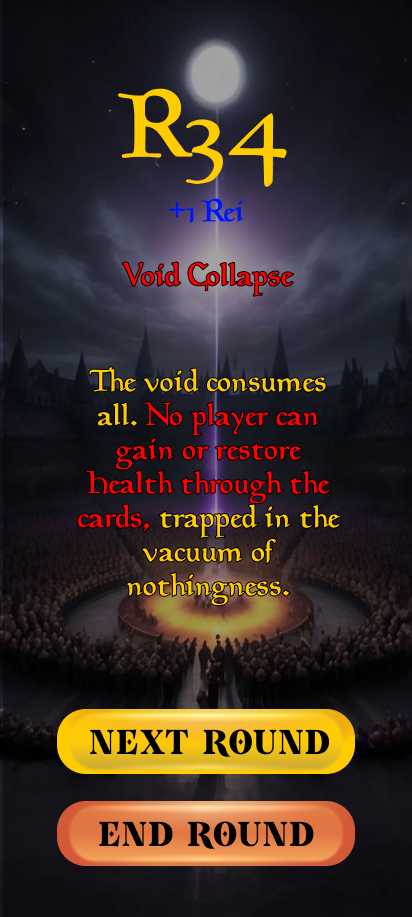 R34
+1 Rei
Void Collapse
The void consumes
all. No player can
gain or restore
health through the
cards, trapped in the
vacuum of
nothingness.
NEXT ROUND
END ROUND